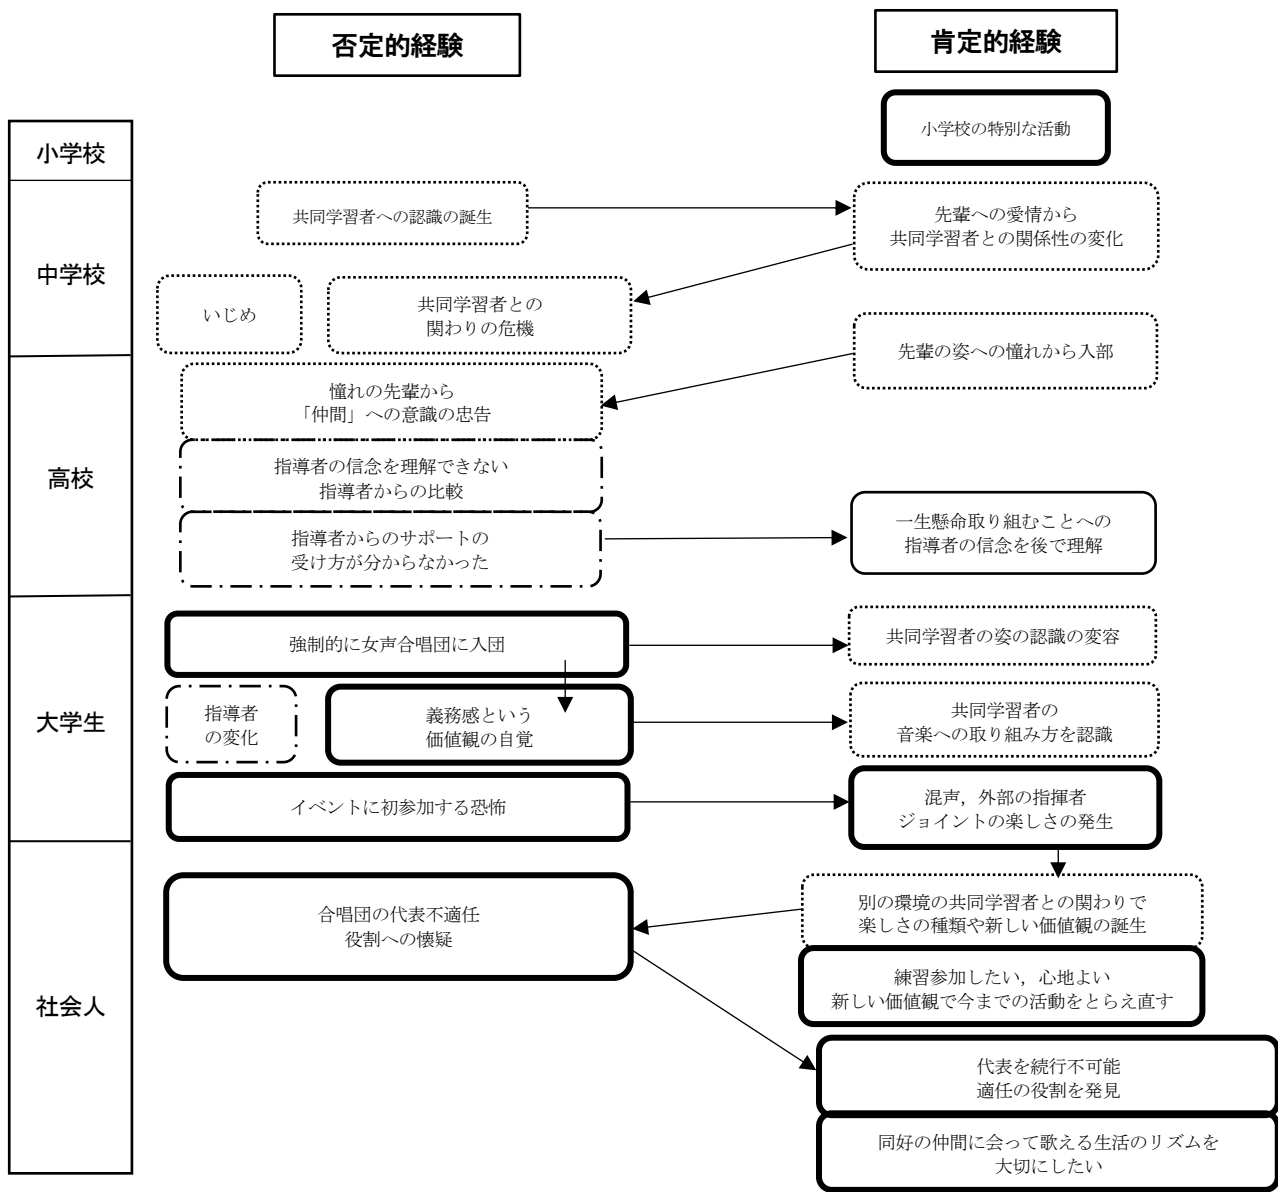 否定的経験
肯定的経験
小学校
小学校の特別な活動
中学校
共同学習者への認識の誕生
先輩への愛情から
共同学習者との関係性の変化
いじめ
共同学習者との
関わりの危機
先輩の姿への憧れから入部
高校
憧れの先輩から
「仲間」への意識の忠告
指導者の信念を理解できない
指導者からの比較
指導者からのサポートの
受け方が分からなかった
一生懸命取り組むことへの
指導者の信念を後で理解
大学生
強制的に女声合唱団に入団
共同学習者の姿の認識の変容
指導者
の変化
義務感という
価値観の自覚
共同学習者の
音楽への取り組み方を認識
イベントに初参加する恐怖
混声，外部の指揮者
ジョイントの楽しさの発生
社会人
合唱団の代表不適任
役割への懐疑
別の環境の共同学習者との関わりで
楽しさの種類や新しい価値観の誕生
練習参加したい，心地よい
新しい価値観で今までの活動をとらえ直す
代表を続行不可能
適任の役割を発見
同好の仲間に会って歌える生活のリズムを
大切にしたい